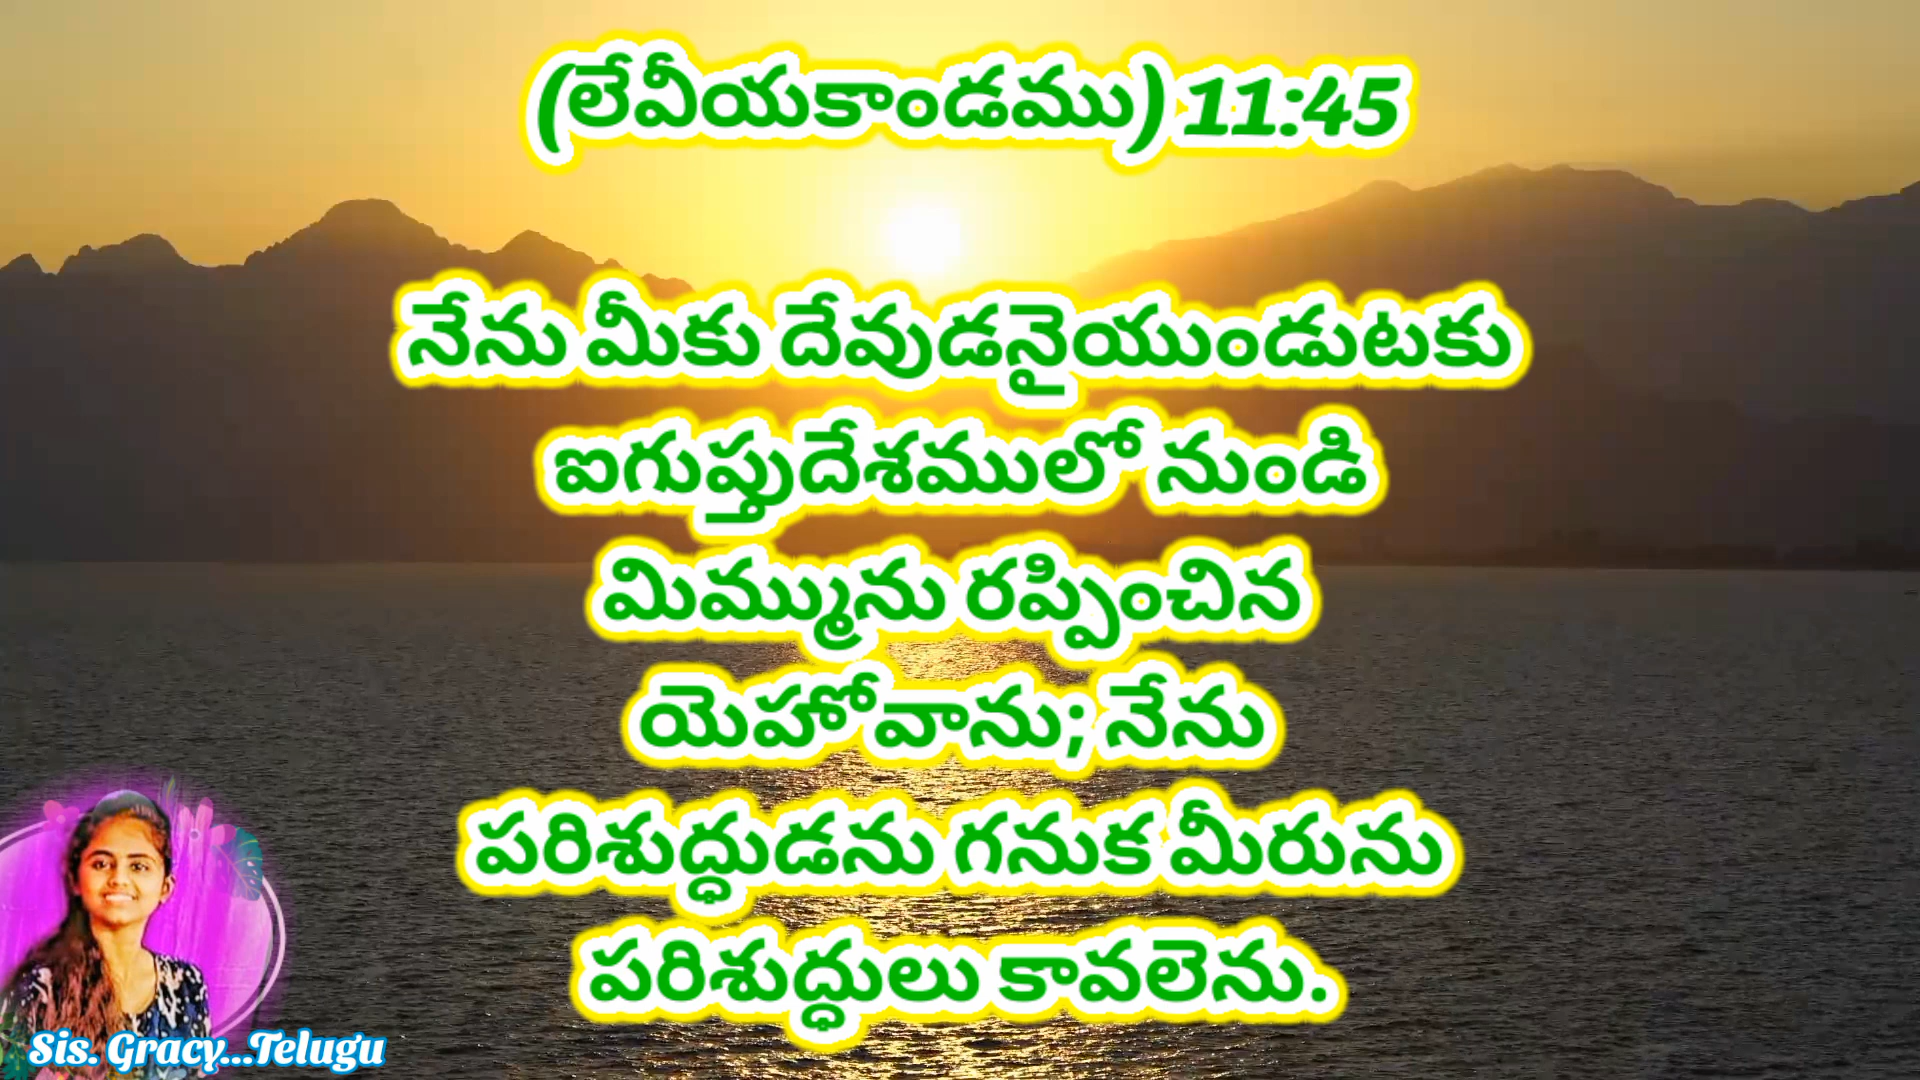 (లేవీయకాండము) 11:45
నేను మీకు దేవుడనైయుండుటకు
ఐగుప్తుదేశములో నుండి
మిమ్మును రప్పించిన
యెహోవాను; నేను
పరిశుద్ధుడను గనుక మీరును
పరిశుద్ధులు కావలెను.
Sis. Gracy...Telugu